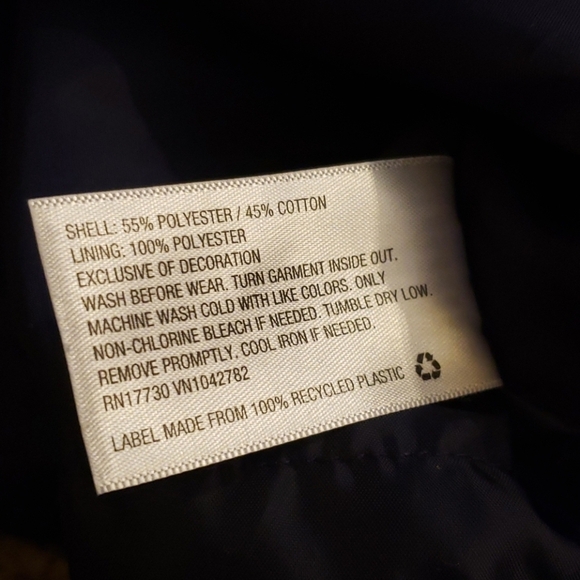 SHELL: 55% POLYESTER / 45% COTTON
LINING: 100% POLYESTER
EXCLUSIVE OF DECORATION
WASH BEFORE WEAR. TURN GARMENT INSIDE OUT.
MACHINE WASH COLD WITH LIKE COLORS. ONLY
NON-CHLORINE BLEACH IF NEEDED. TUMBLE DRY LOW.
REMOVE PROMPTLY. COOL IRON IF NEEDED.
RN17730 VN1042782
LABEL MADE FROM 100% RECYCLED PLASTIC